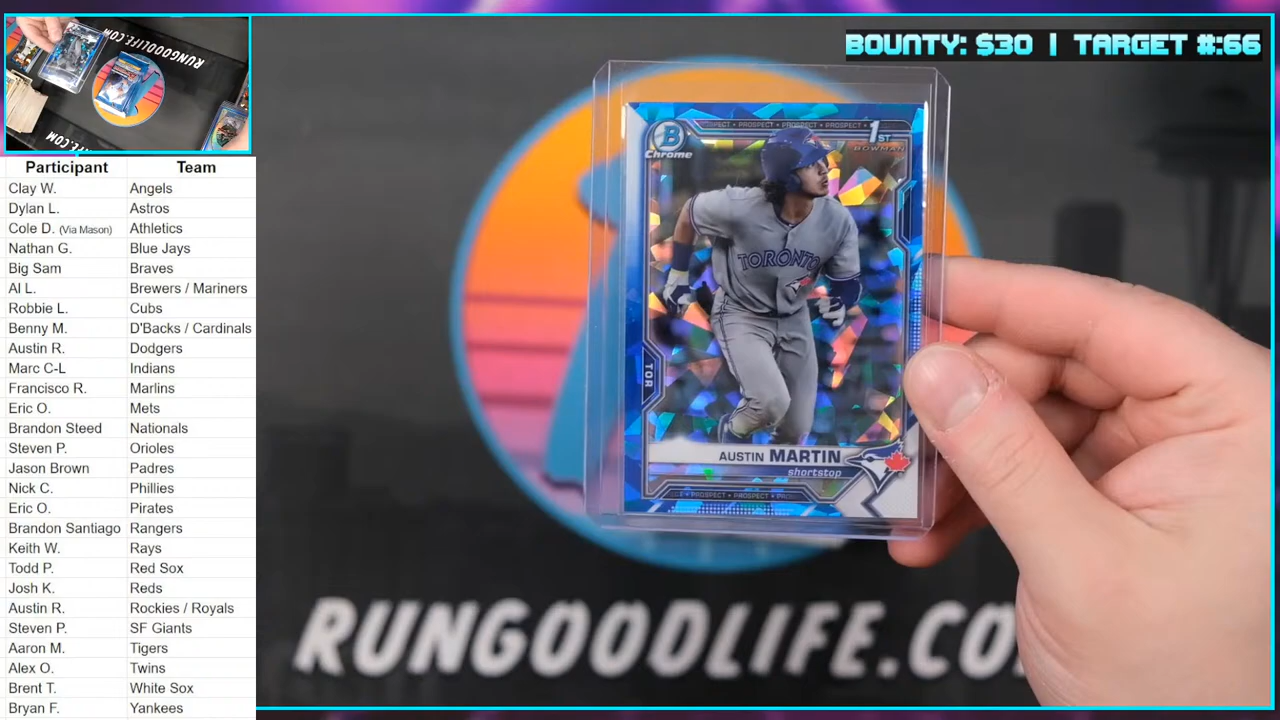 BOUNTY: $30 | TARGET #:66
RUNGOODLIFE.COM
Participant Team
Clay W. Angels
Dylan L. Astros
Cole D. (Via Mason) Athletics
Nathan G. Blue Jays
Big Sam Braves
Al L. Brewers / Mariners
Robbie L. Cubs
Benny M. D'Backs / Cardinals
Austin R. Dodgers
Marc C-L Indians
Francisco R. Marlins
Eric O. Mets
Brandon Steed Nationals
Steven P. Orioles
Jason Brown Padres
Nick C. Phillies
Eric O. Pirates
Brandon Santiago Rangers
Keith W. Rays
Todd P. Red Sox
Josh K. Reds
Austin R. Rockies / Royals
Steven P. SF Giants
Aaron M. Tigers
Alex O. Twins
Brent T. White Sox
Bryan F. Yankees
PROSPECT • PROSPECT • PROSPECT
B
Chrome
1ST
BOWMAN
TORONTO
TOR
AUSTIN MARTIN
shortstop
PROSPECT • PROSPECT
RUNGOODLIFE.CO